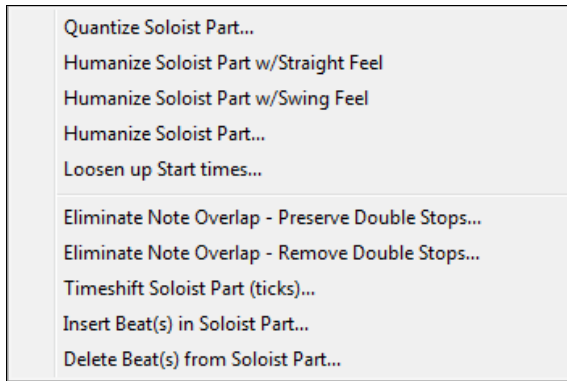 Quantize Soloist Part...
Humanize Soloist Part w/Straight Feel
Humanize Soloist Part w/Swing Feel
Humanize Soloist Part...
Loosen up Start times...
Eliminate Note Overlap - Preserve Double Stops...
Eliminate Note Overlap - Remove Double Stops...
Timeshift Soloist Part (ticks)...
Insert Beat(s) in Soloist Part...
Delete Beat(s) from Soloist Part...